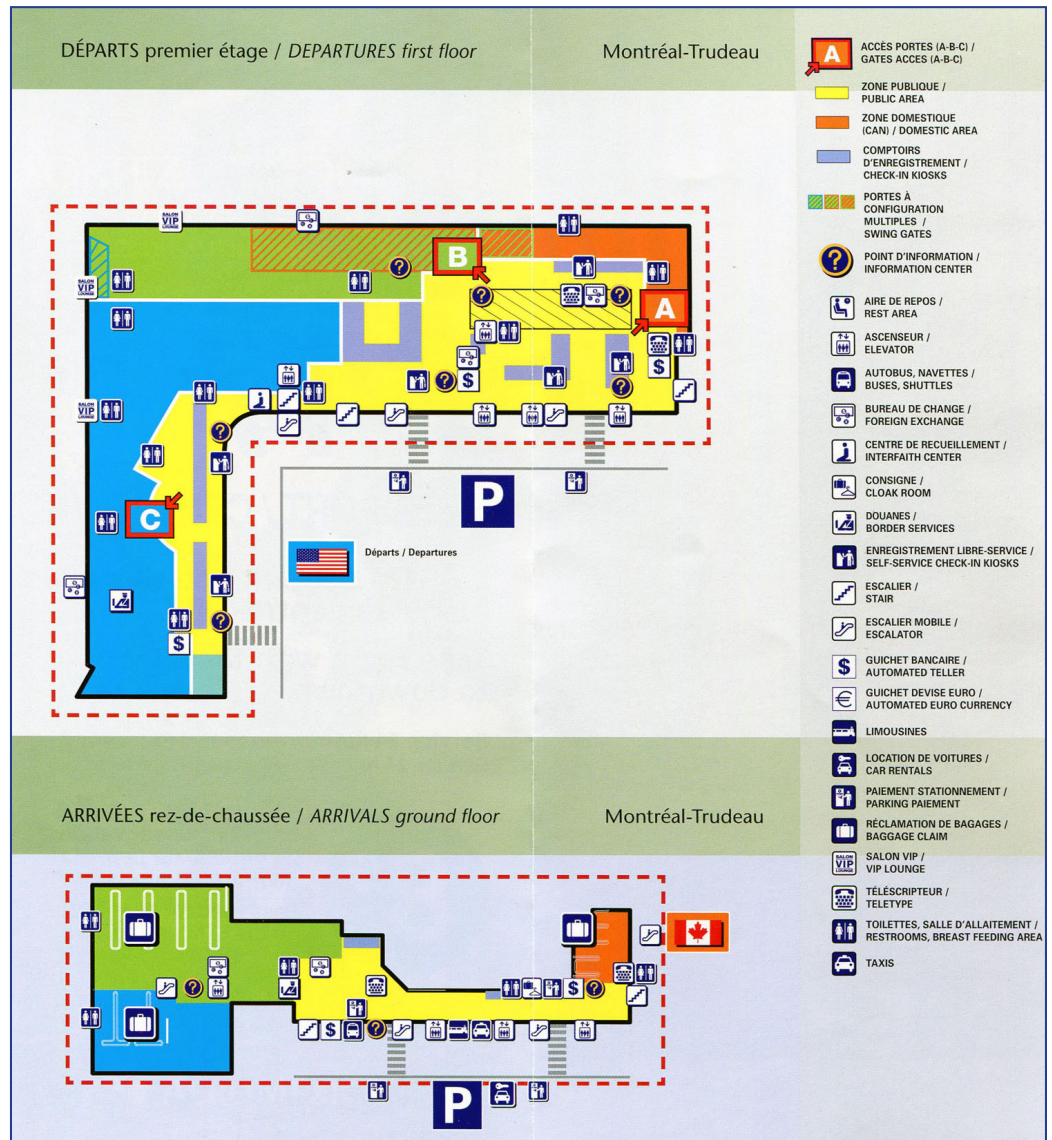 DÉPARTS premier étage / DEPARTURES first floor
Montréal-Trudeau
A
ACCÈS PORTES (A-B-C) /
GATES ACCES (A-B-C)
ZONE PUBLIQUE /
PUBLIC AREA
ZONE DOMESTIQUE
(CAN) / DOMESTIC AREA
COMPTOIRS
D'ENREGISTREMENT /
CHECK-IN KIOSKS
PORTES À
CONFIGURATION
MULTIPLES /
SWING GATES
?
POINT D'INFORMATION /
INFORMATION CENTER
AIRE DE REPOS /
REST AREA
ASCENSEUR /
ELEVATOR
AUTOBUS, NAVETTES /
BUSES, SHUTTLES
BUREAU DE CHANGE /
FOREIGN EXCHANGE
CENTRE DE RECUEILLEMENT /
INTERFAITH CENTER
CONSIGNE /
CLOAK ROOM
DOUANES /
BORDER SERVICES
ENREGISTREMENT LIBRE-SERVICE /
SELF-SERVICE CHECK-IN KIOSKS
ESCALIER /
STAIR
ESCALIER MOBILE /
ESCALATOR
$
GUICHET BANCAIRE /
AUTOMATED TELLER
€
GUICHET DEVISE EURO /
AUTOMATED EURO CURRENCY
LIMOUSINES
LOCATION DE VOITURES /
CAR RENTALS
PAIEMENT STATIONNEMENT /
PARKING PAIEMENT
RÉCLAMATION DE BAGAGES /
BAGGAGE CLAIM
SALON
VIP
LOUNGE
SALON VIP /
VIP LOUNGE
TÉLÉSCRIPTEUR /
TELETYPE
TOILETTES, SALLE D'ALLAITEMENT /
RESTROOMS, BREAST FEEDING AREA
TAXIS
SALON
VIP
LOUNGE
B
?
SALON
VIP
LOUNGE
?
?
A
$
?
$
?
SALON
VIP
LOUNGE
?
C
P
Départs / Departures
?
$
ARRIVÉES rez-de-chaussée / ARRIVALS ground floor
Montréal-Trudeau
?
$
?
$
?
P